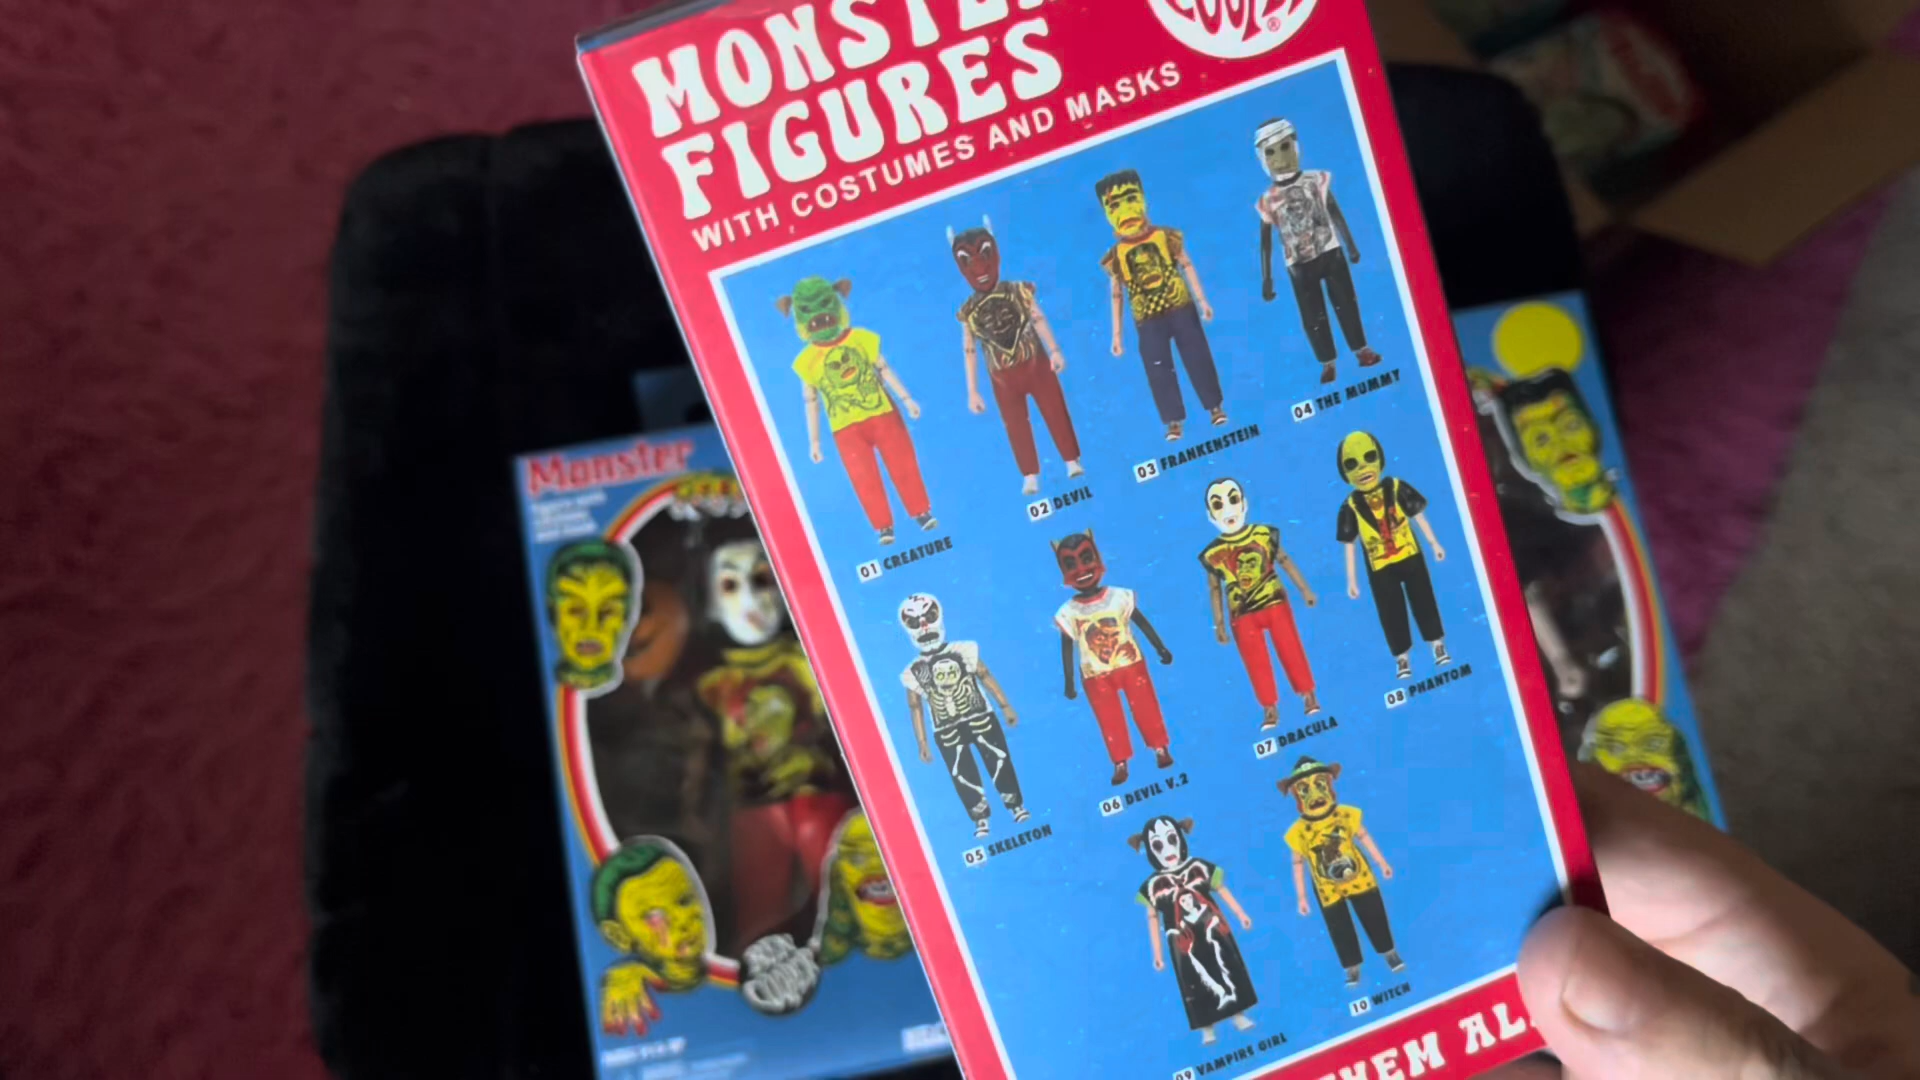 MONSTER
FIGURES
WITH COSTUMES AND MASKS
04 THE MUMMY
03 FRANKENSTEIN
02 DEVIL
01 CREATURE
08 PHANTOM
07 DRACULA
06 DEVIL V.2
05 SKELETON
10 WITCH
09 VAMPIRE GIRL
Monster